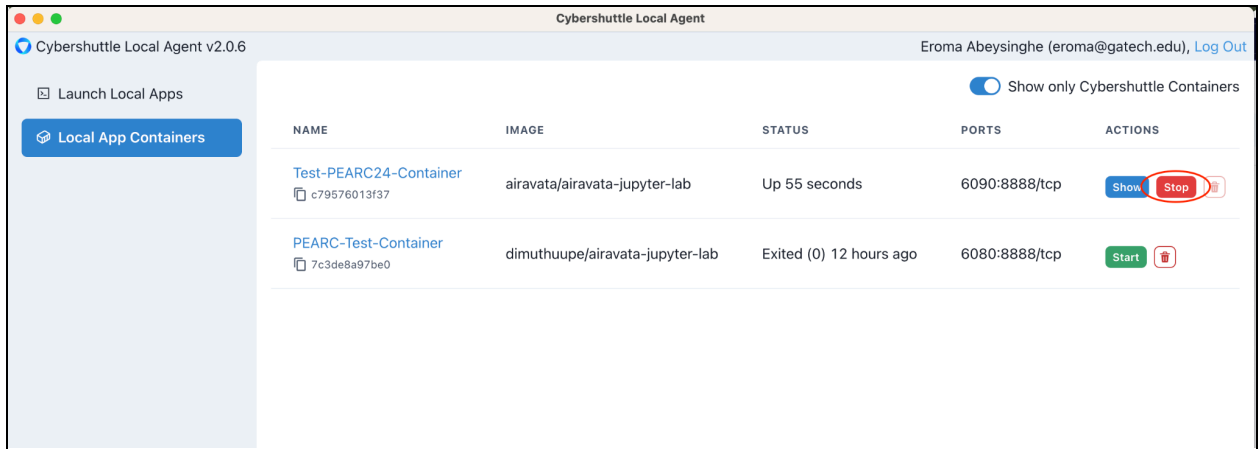 Cybershuttle Local Agent
Cybershuttle Local Agent v2.0.6
Eroma Abeysinghe (eroma@gatech.edu), Log Out
Launch Local Apps
Local App Containers
Show only Cybershuttle Containers
NAME IMAGE STATUS PORTS ACTIONS
Test-PEARC24-Container airavata/airavata-jupyter-lab Up 55 seconds 6090:8888/tcp Show Stop
c79576013f37
PEARC-Test-Container dimuthuupe/airavata-jupyter-lab Exited (0) 12 hours ago 6080:8888/tcp Start
7c3de8a97be0